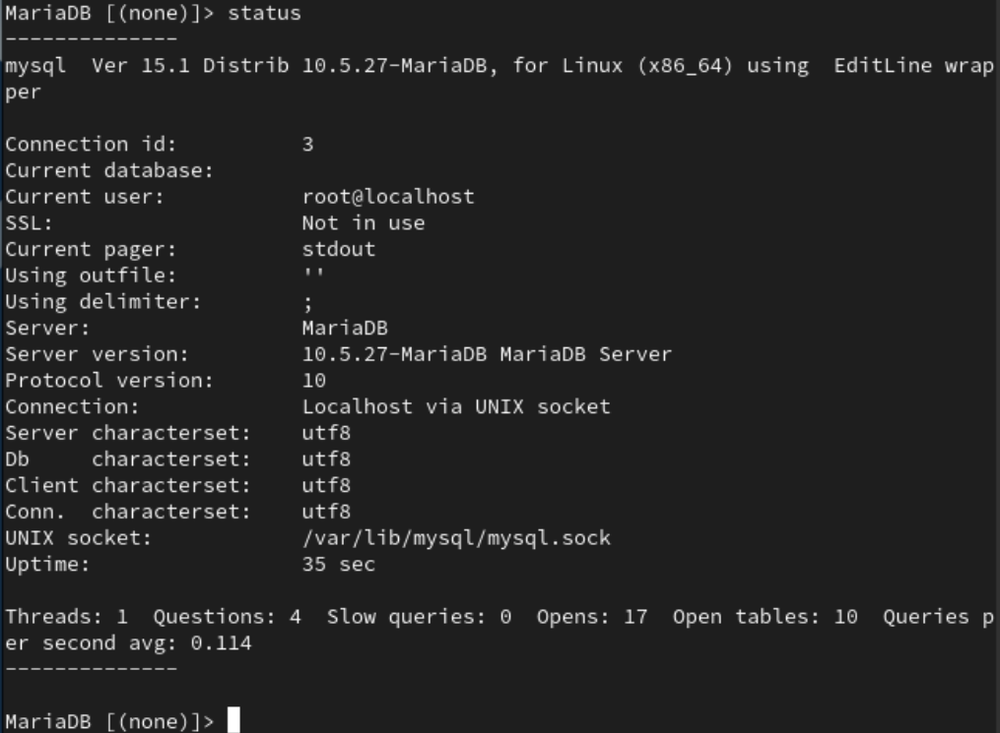 MariaDB [(none)]> status
--------------
mysql  Ver 15.1 Distrib 10.5.27-MariaDB, for Linux (x86_64) using  EditLine wrap
per

Connection id:          3
Current database:
Current user:           root@localhost
SSL:                    Not in use
Current pager:          stdout
Using outfile:          ''
Using delimiter:        ;
Server:                 MariaDB
Server version:         10.5.27-MariaDB MariaDB Server
Protocol version:       10
Connection:             Localhost via UNIX socket
Server characterset:    utf8
Db     characterset:    utf8
Client characterset:    utf8
Conn.  characterset:    utf8
UNIX socket:            /var/lib/mysql/mysql.sock
Uptime:                 35 sec

Threads: 1  Questions: 4  Slow queries: 0  Opens: 17  Open tables: 10  Queries p
er second avg: 0.114
--------------

MariaDB [(none)]>